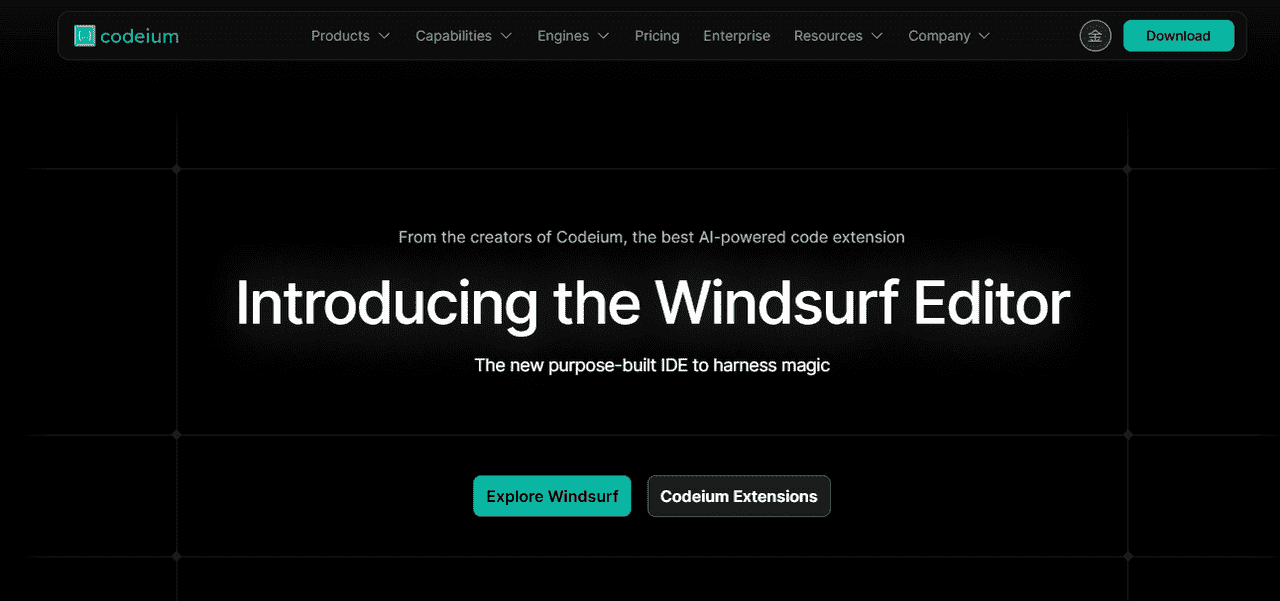 codeium
Products Capabilities Engines Pricing Enterprise Resources Company 金 Download
From the creators of Codeium, the best AI-powered code extension
Introducing the Windsurf Editor
The new purpose-built IDE to harness magic
Explore Windsurf Codeium Extensions